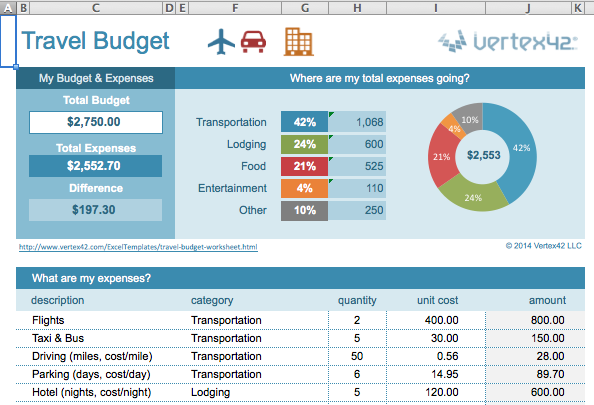 A B C D E F G H I J K
Travel Budget
vertex42
My Budget & Expenses
Where are my total expenses going?
Total Budget
$2,750.00
Total Expenses
$2,552.70
Difference
$197.30
Transportation 42% 1,068
Lodging 24% 600
Food 21% 525
Entertainment 4% 110
Other 10% 250
10%
4%
42%
21%
$2,553
24%
http://www.vertex42.com/ExcelTemplates/travel-budget-worksheet.html
© 2014 Vertex42 LLC
What are my expenses?
description category quantity unit cost amount
Flights Transportation 2 400.00 800.00
Taxi & Bus Transportation 5 30.00 150.00
Driving (miles, cost/mile) Transportation 50 0.56 28.00
Parking (days, cost/day) Transportation 6 14.95 89.70
Hotel (nights, cost/night) Lodging 5 120.00 600.00